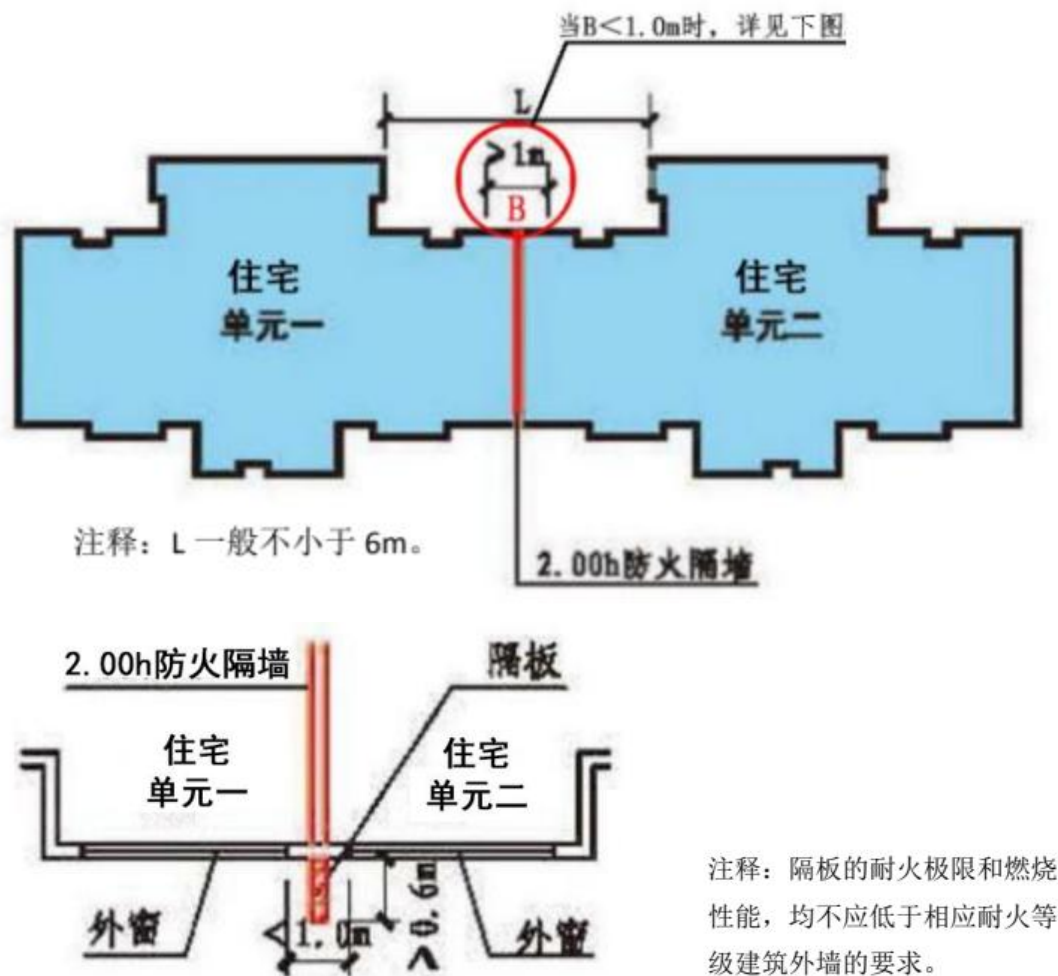 当B<1.0m时，详见下图
L
>1m
B
住宅
单元一
住宅
单元二
注释：L 一般不小于 6m。
2.00h防火隔墙
2.00h防火隔墙
隔板
住宅
单元一
住宅
单元二
外窗
<1.0m
>0.6m
外窗
注释：隔板的耐火极限和燃烧
性能，均不应低于相应耐火等
级建筑外墙的要求。